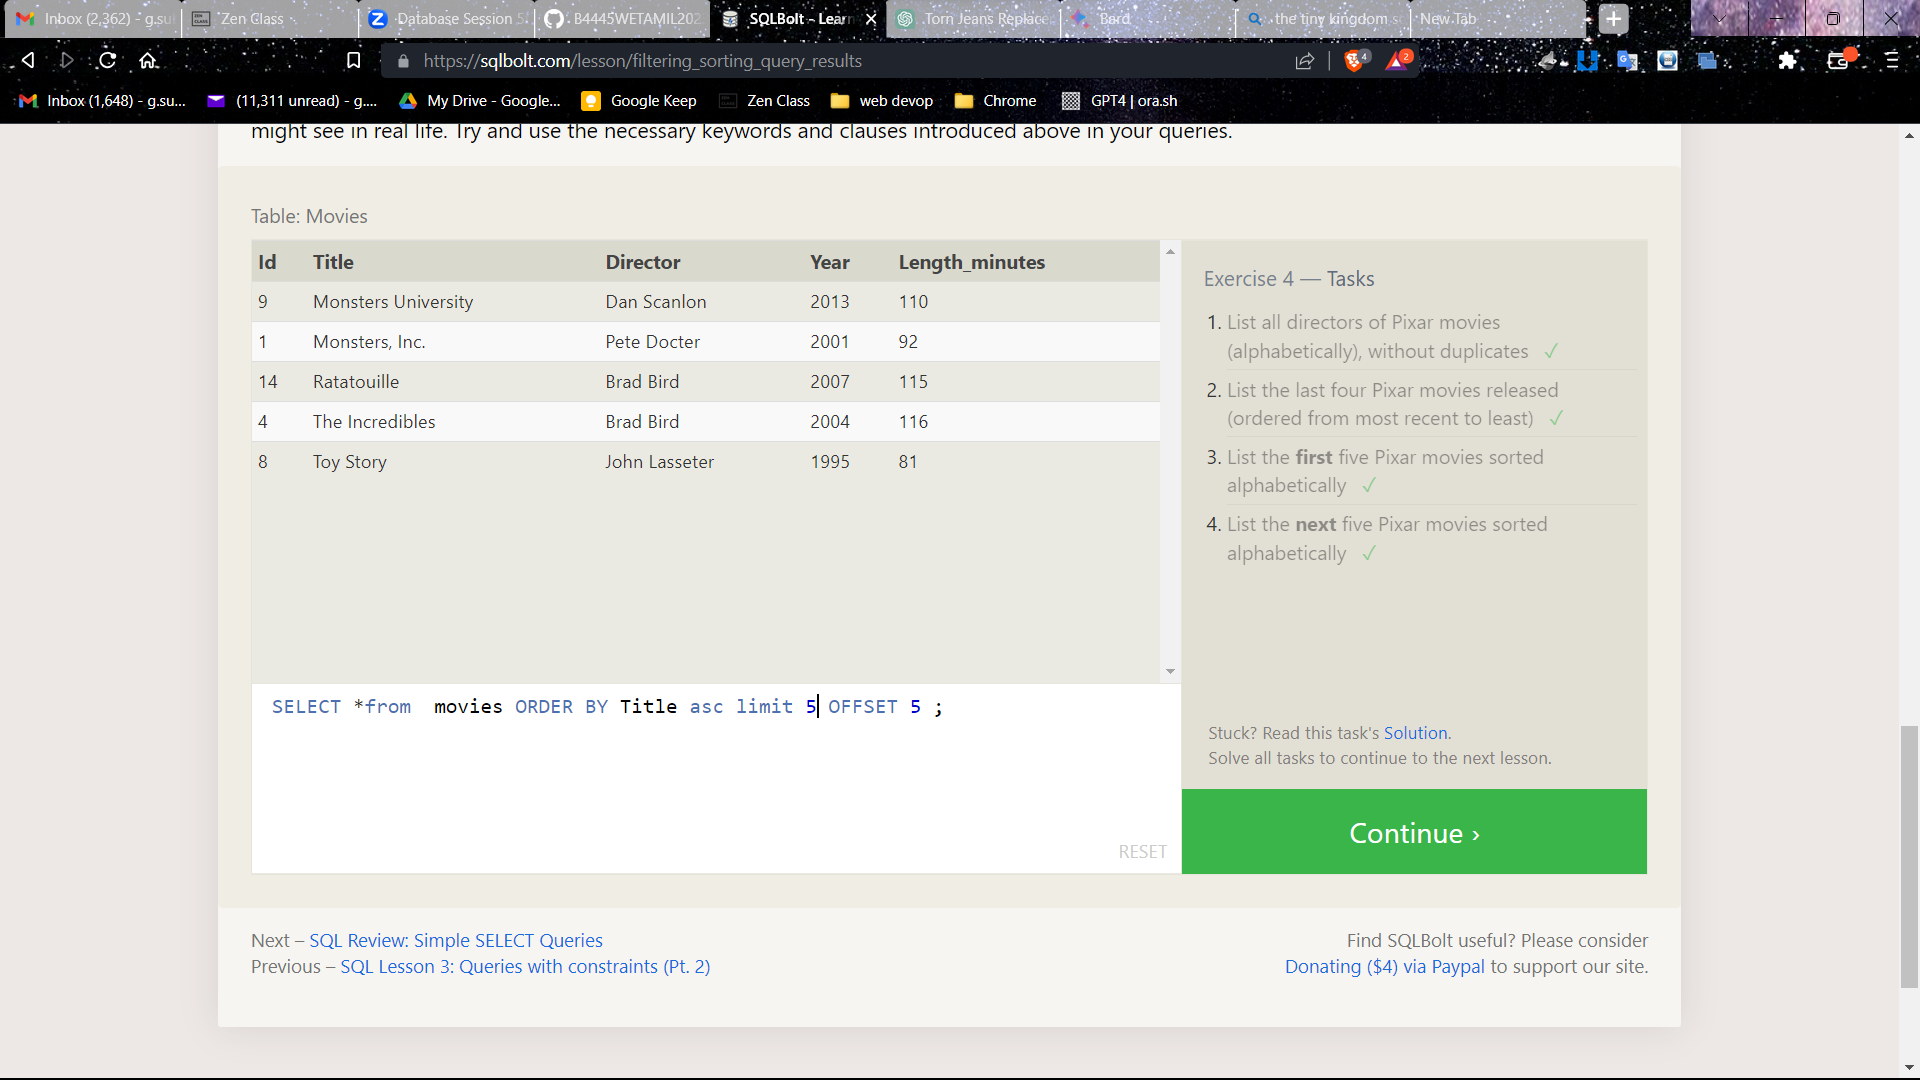 Inbox (2,362) - g.su
Zen Class
Database Session 5
B4445WETAMIL202
SQLBolt - Lear
Torn Jeans Replace
Bard
the tiny kingdom s
New Tab
https://sqlbolt.com/lesson/filtering_sorting_query_results
4
2
Inbox (1,648) - g.su...
(11,311 unread) - g....
My Drive - Google...
Google Keep
Zen Class
web devop
Chrome
GPT4 | ora.sh
might see in real life. Try and use the necessary keywords and clauses introduced above in your queries.
Table: Movies
Id Title Director Year Length_minutes
9 Monsters University Dan Scanlon 2013 110
1 Monsters, Inc. Pete Docter 2001 92
14 Ratatouille Brad Bird 2007 115
4 The Incredibles Brad Bird 2004 116
8 Toy Story John Lasseter 1995 81
SELECT *from  movies ORDER BY Title asc limit 5 OFFSET 5 ;
RESET
Exercise 4 — Tasks
1. List all directors of Pixar movies
(alphabetically), without duplicates ✓
2. List the last four Pixar movies released
(ordered from most recent to least) ✓
3. List the first five Pixar movies sorted
alphabetically ✓
4. List the next five Pixar movies sorted
alphabetically ✓
Stuck? Read this task's Solution.
Solve all tasks to continue to the next lesson.
Continue ›
Next – SQL Review: Simple SELECT Queries
Previous – SQL Lesson 3: Queries with constraints (Pt. 2)
Find SQLBolt useful? Please consider
Donating ($4) via Paypal to support our site.